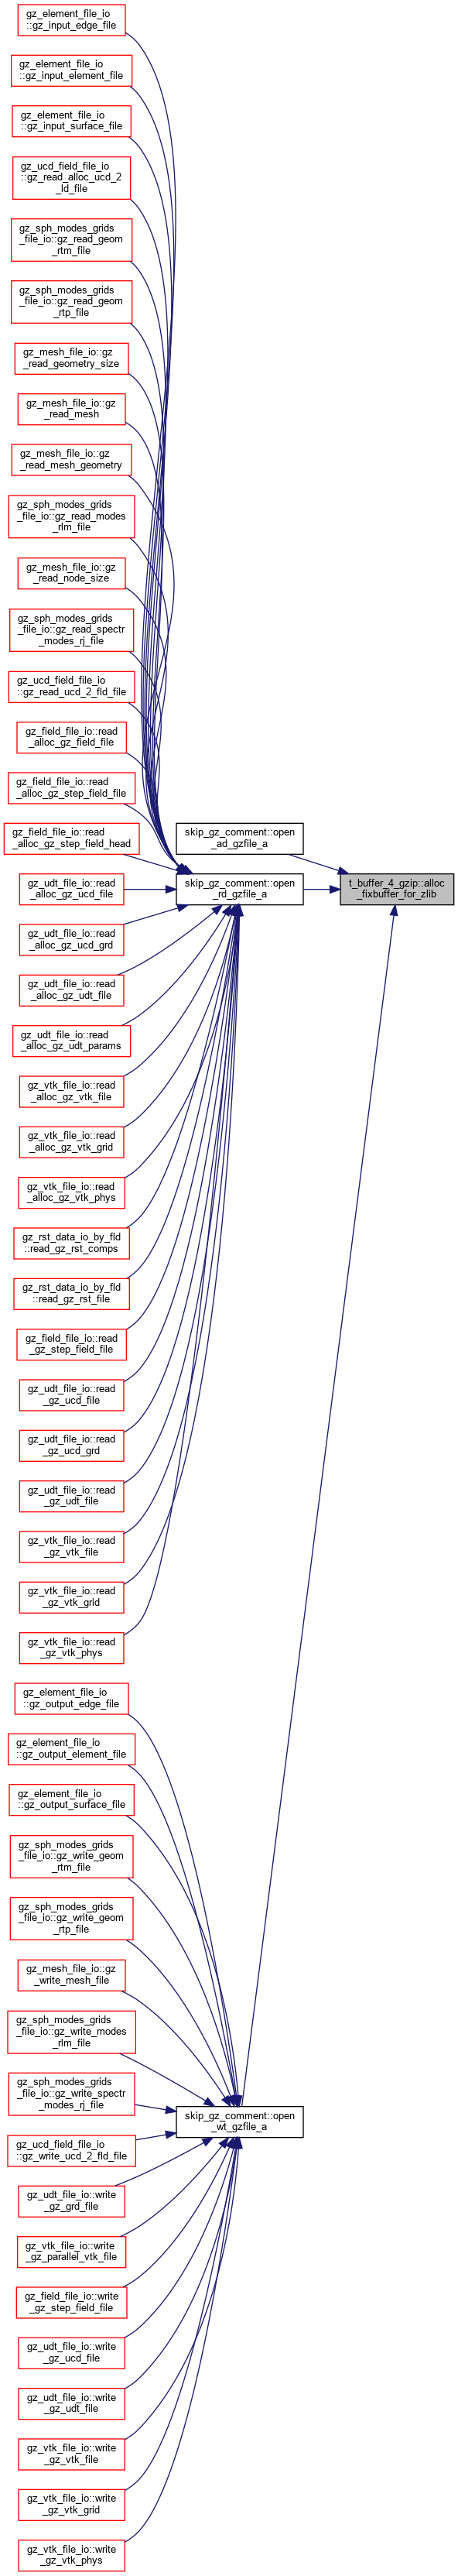 gz_element_file_io
::gz_input_edge_file
gz_element_file_io
::gz_input_element_file
gz_element_file_io
::gz_input_surface_file
gz_ucd_field_file_io
::gz_read_alloc_ucd_2
_ld_file
gz_sph_modes_grids
_file_io::gz_read_geom
_rtm_file
gz_sph_modes_grids
_file_io::gz_read_geom
_rtp_file
gz_mesh_file_io::gz
_read_geometry_size
gz_mesh_file_io::gz
_read_mesh
gz_mesh_file_io::gz
_read_mesh_geometry
gz_sph_modes_grids
_file_io::gz_read_modes
_rlm_file
gz_mesh_file_io::gz
_read_node_size
gz_sph_modes_grids
_file_io::gz_read_spectr
_modes_rj_file
gz_ucd_field_file_io
::gz_read_ucd_2_fld_file
gz_field_file_io::read
_alloc_gz_field_file
gz_field_file_io::read
_alloc_gz_step_field_file
gz_field_file_io::read
_alloc_gz_step_field_head
gz_udt_file_io::read
_alloc_gz_ucd_file
gz_udt_file_io::read
_alloc_gz_ucd_grd
gz_udt_file_io::read
_alloc_gz_udt_file
gz_udt_file_io::read
_alloc_gz_udt_params
gz_vtk_file_io::read
_alloc_gz_vtk_file
gz_vtk_file_io::read
_alloc_gz_vtk_grid
gz_vtk_file_io::read
_alloc_gz_vtk_phys
gz_rst_data_io_by_fld
::read_gz_rst_comps
gz_rst_data_io_by_fld
::read_gz_rst_file
gz_field_file_io::read
_gz_step_field_file
gz_udt_file_io::read
_gz_ucd_file
gz_udt_file_io::read
_gz_ucd_grd
gz_udt_file_io::read
_gz_udt_file
gz_vtk_file_io::read
_gz_vtk_file
gz_vtk_file_io::read
_gz_vtk_grid
gz_vtk_file_io::read
_gz_vtk_phys
gz_element_file_io
::gz_output_edge_file
gz_element_file_io
::gz_output_element_file
gz_element_file_io
::gz_output_surface_file
gz_sph_modes_grids
_file_io::gz_write_geom
_rtm_file
gz_sph_modes_grids
_file_io::gz_write_geom
_rtp_file
gz_mesh_file_io::gz
_write_mesh_file
gz_sph_modes_grids
_file_io::gz_write_modes
_rlm_file
gz_sph_modes_grids
_file_io::gz_write_spectr
_modes_rj_file
gz_ucd_field_file_io
::gz_write_ucd_2_fld_file
gz_udt_file_io::write
_gz_grd_file
gz_vtk_file_io::write
_gz_parallel_vtk_file
gz_field_file_io::write
_gz_step_field_file
gz_udt_file_io::write
_gz_ucd_file
gz_udt_file_io::write
_gz_udt_file
gz_vtk_file_io::write
_gz_vtk_file
gz_vtk_file_io::write
_gz_vtk_grid
gz_vtk_file_io::write
_gz_vtk_phys
skip_gz_comment::open
_ad_gzfile_a
skip_gz_comment::open
_rd_gzfile_a
skip_gz_comment::open
_wt_gzfile_a
t_buffer_4_gzip::alloc
_fixbuffer_for_zlib